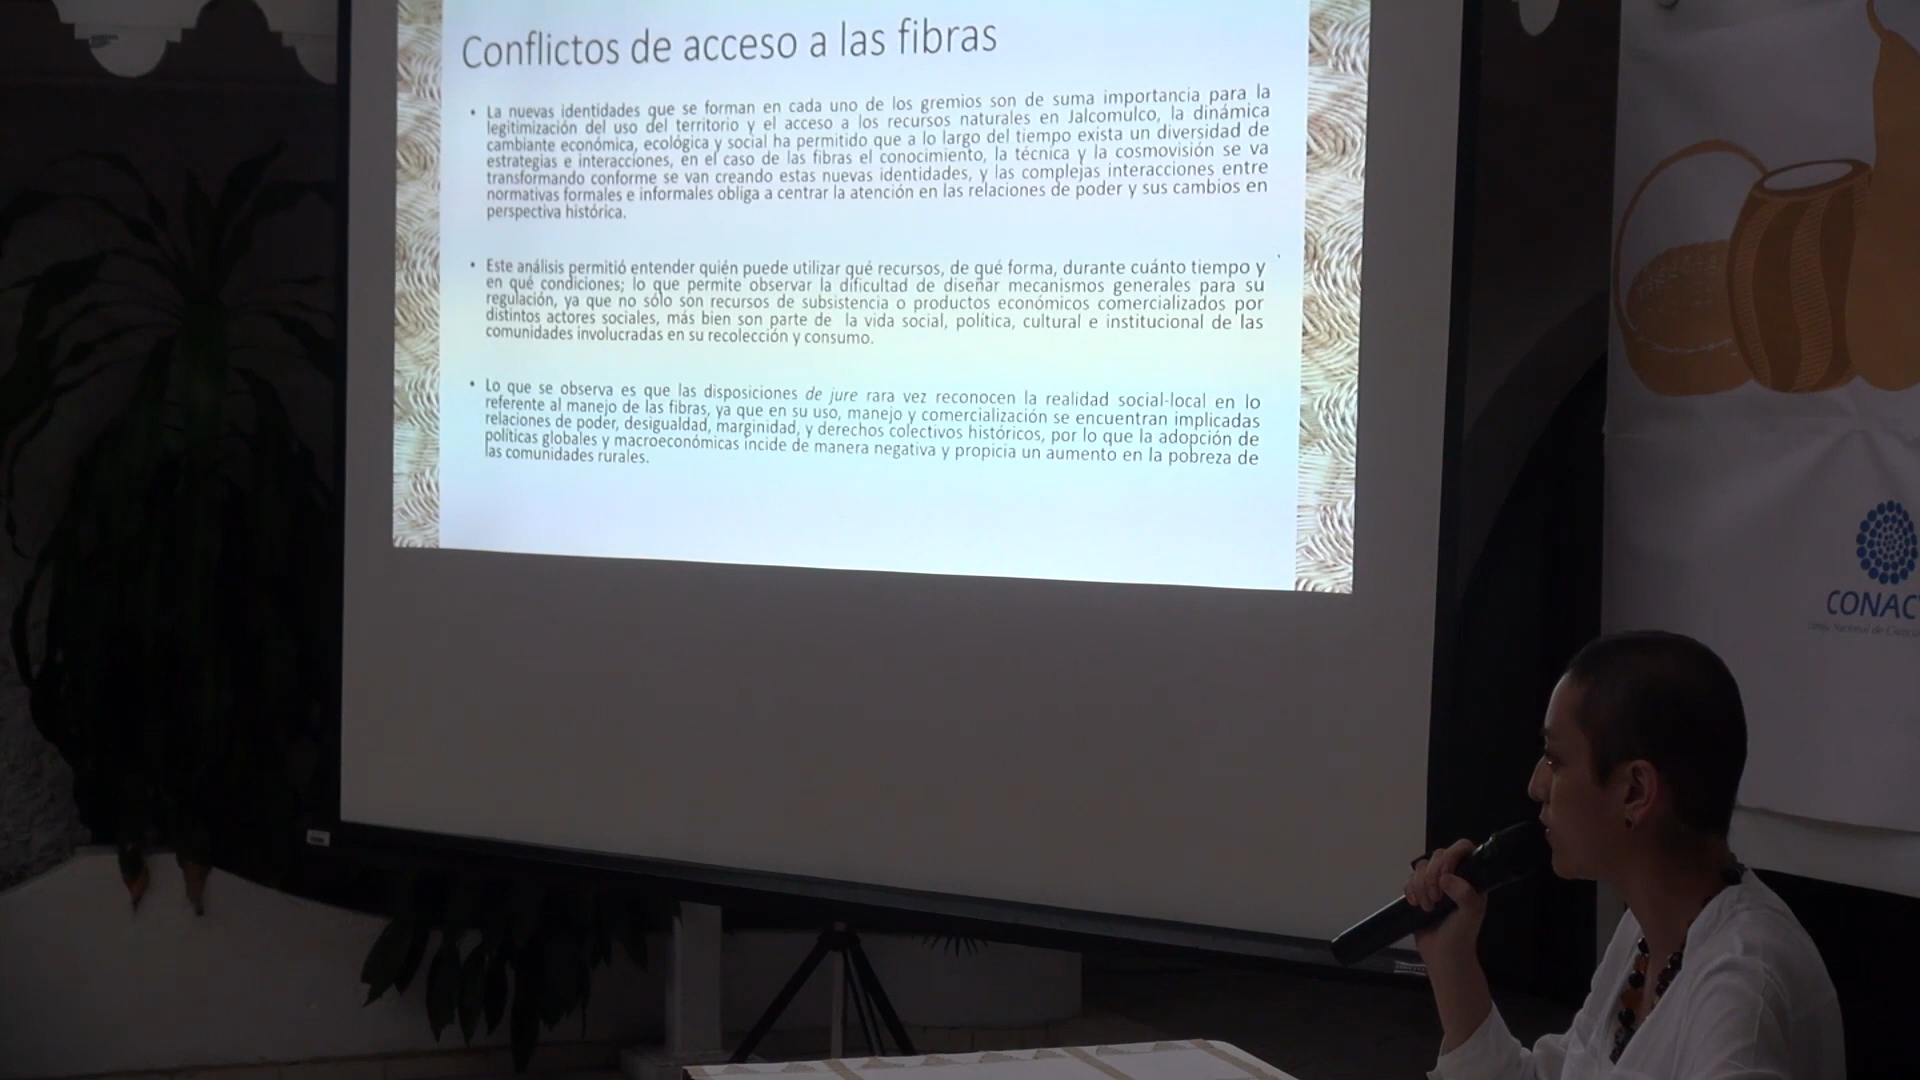 Conflictos de acceso a las fibras
• La nuevas identidades que se forman en cada uno de los gremios son de suma importancia para la
legitimización del uso del territorio y el acceso a los recursos naturales en Jalcomulco, la dinámica
cambiante económica, ecológica y social ha permitido que a lo largo del tiempo exista un diversidad de
estrategias e interacciones, en el caso de las fibras el conocimiento, la técnica y la cosmovisión se va
transformando conforme se van creando estas nuevas identidades, y las complejas interacciones entre
normativas formales e informales obliga a centrar la atención en las relaciones de poder y sus cambios en
perspectiva histórica.
• Este análisis permitió entender quién puede utilizar qué recursos, de qué forma, durante cuánto tiempo y
en qué condiciones; lo que permite observar la dificultad de diseñar mecanismos generales para su
regulación, ya que no sólo son recursos de subsistencia o productos económicos comercializados por
distintos actores sociales, más bien son parte de la vida social, política, cultural e institucional de las
comunidades involucradas en su recolección y consumo.
• Lo que se observa es que las disposiciones de jure rara vez reconocen la realidad social-local en lo
referente al manejo de las fibras, ya que en su uso, manejo y comercialización se encuentran implicadas
relaciones de poder, desigualdad, marginidad, y derechos colectivos históricos, por lo que la adopción de
políticas globales y macroeconómicas incide de manera negativa y propicia un aumento en la pobreza de
las comunidades rurales.
CONAC